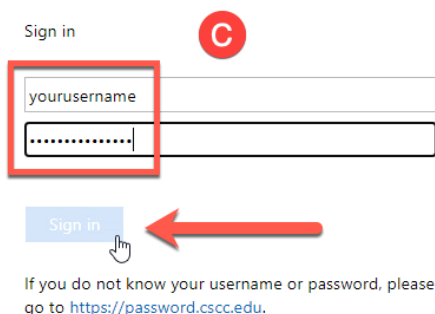 Sign in
C
yourusername
•••••••••••••••
Sign in
If you do not know your username or password, please
go to https://password.cscc.edu.